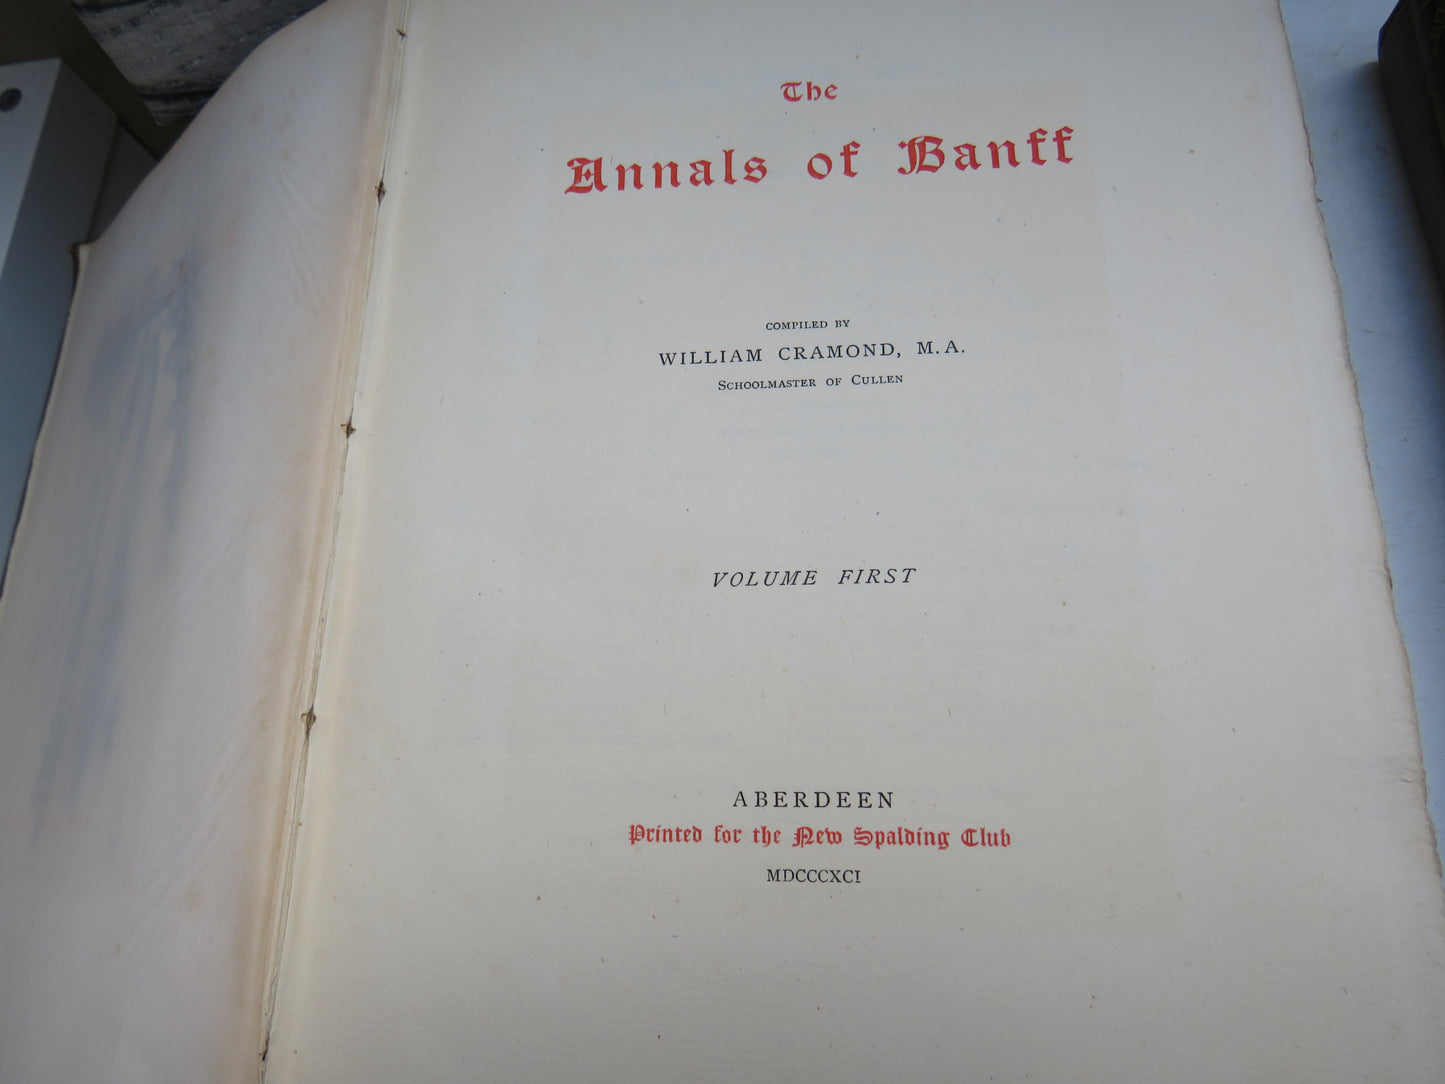 The
Annals of Banff
COMPILED BY
WILLIAM CRAMOND, M.A.
SCHOOLMASTER OF CULLEN
VOLUME FIRST
ABERDEEN
Printed for the New Spalding Club
MDCCCXCI